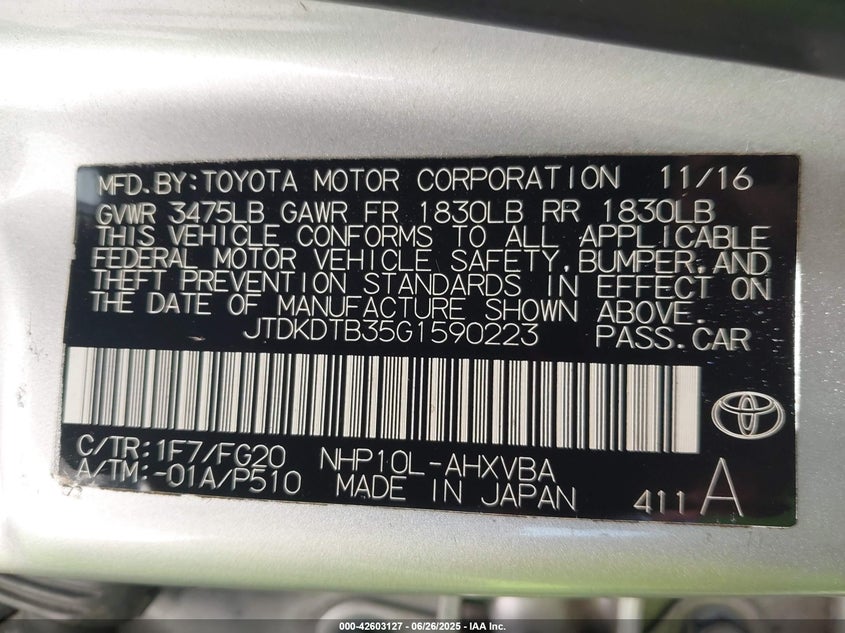 MFD. BY: TOYOTA MOTOR CORPORATION 11/16
GVWR 3475LB GAWR FR 1830LB RR 1830LB
THIS VEHICLE CONFORMS TO ALL APPLICABLE
FEDERAL MOTOR VEHICLE SAFETY, BUMPER, AND
THEFT PREVENTION STANDARDS IN EFFECT ON
THE DATE OF MANUFACTURE SHOWN ABOVE.
JTDKDTB35G1590223 PASS. CAR
C/TR: 1F7/FG20 NHP10L-AHXVBA
A/TM: -01A/P510 MADE IN JAPAN 411 A
000-42603127 - 06/26/2025 - IAA Inc.